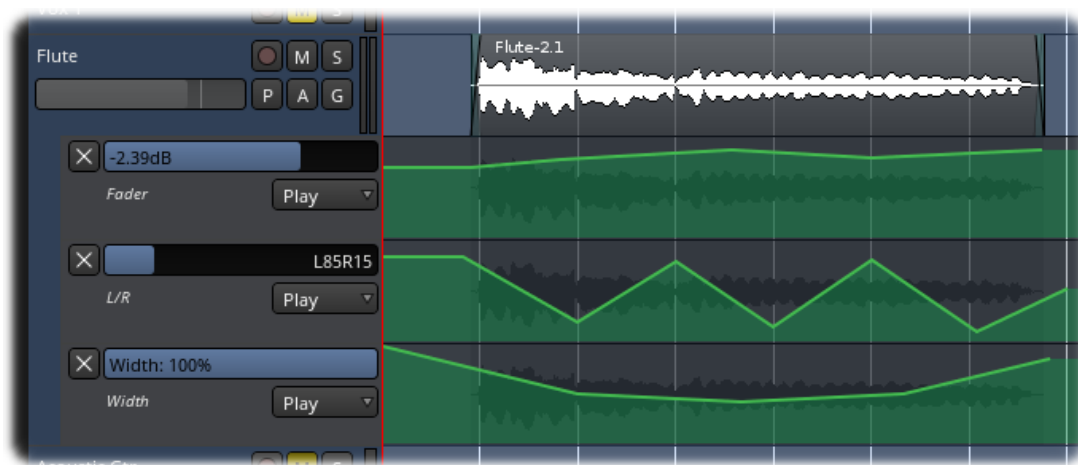 M
Flute
M S
P A G
Flute-2.1
-2.39dB
Fader
Play
L85R15
L/R
Play
Width: 100%
Width
Play